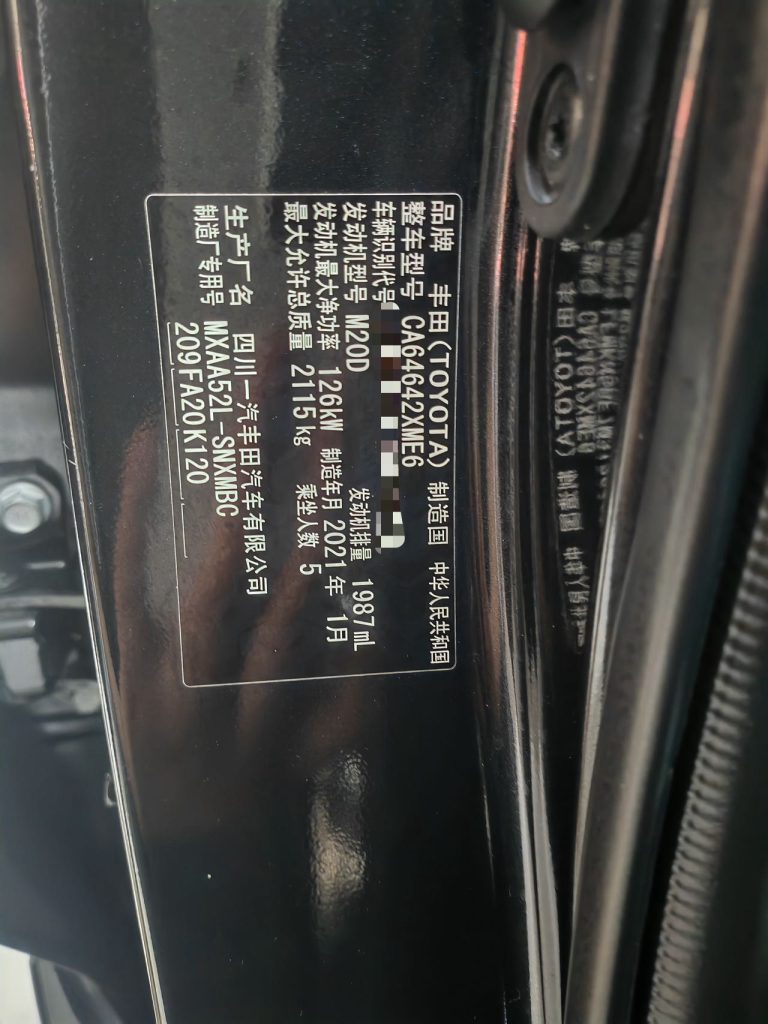 品牌 丰田(TOYOTA) 制造国 中华人民共和国
整车型号 CA64642XME6
车辆识别代号
发动机型号 M20D 发动机排量 1987mL
发动机最大净功率 126kW 制造年月 2021年 1月
最大允许总质量 2115kg 乘坐人数 5
生产厂名 四川一汽丰田汽车有限公司
制造厂专用号 MXAA52L-SNXMBC
209FA20K120